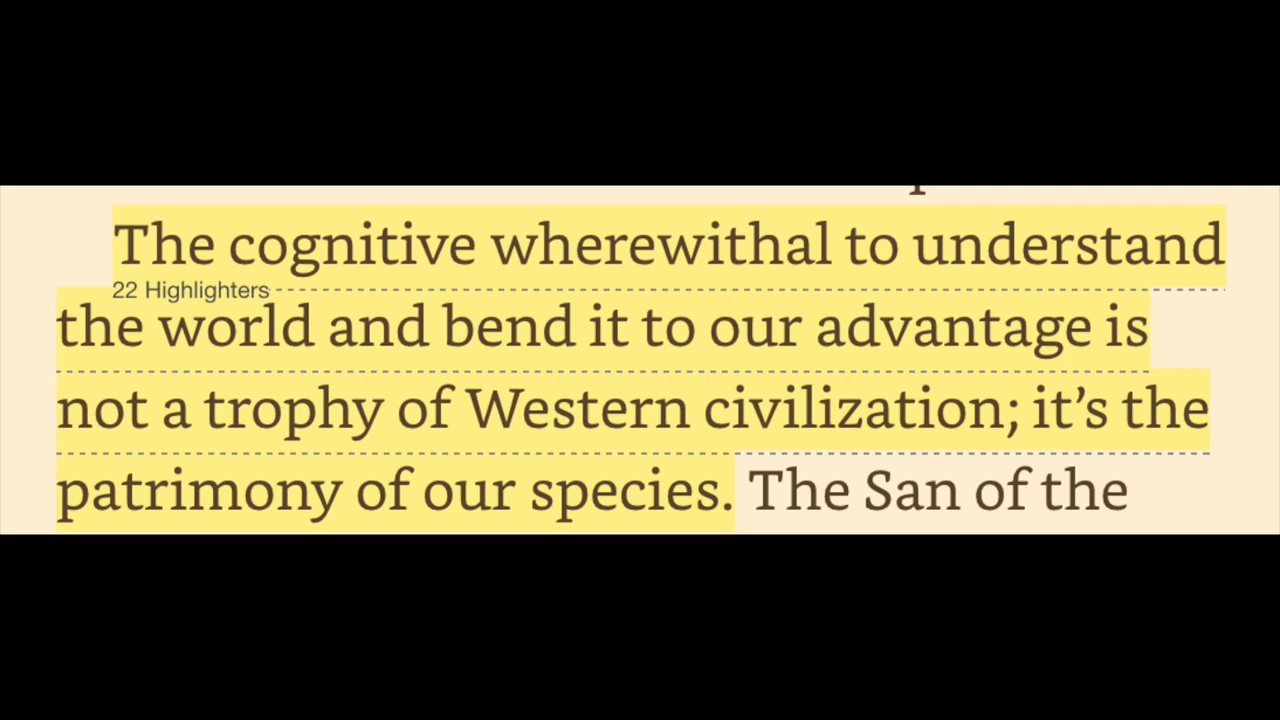 The cognitive wherewithal to understand
22 Highlighters
the world and bend it to our advantage is
not a trophy of Western civilization; it’s the
patrimony of our species. The San of the